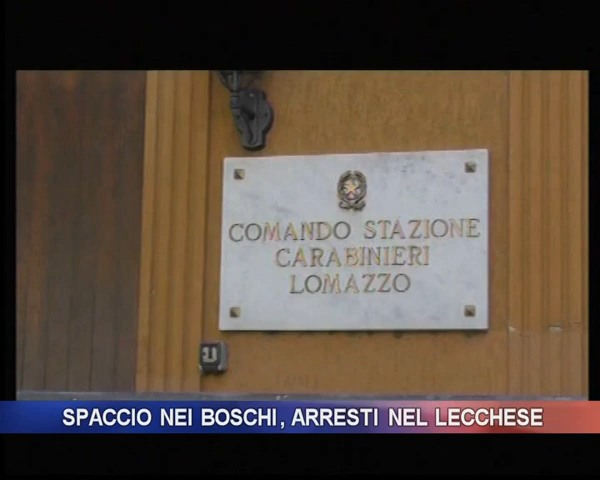 COMANDO STAZIONE
CARABINIERI
LOMAZZO
SPACCIO NEI BOSCHI, ARRESTI NEL LECCHESE